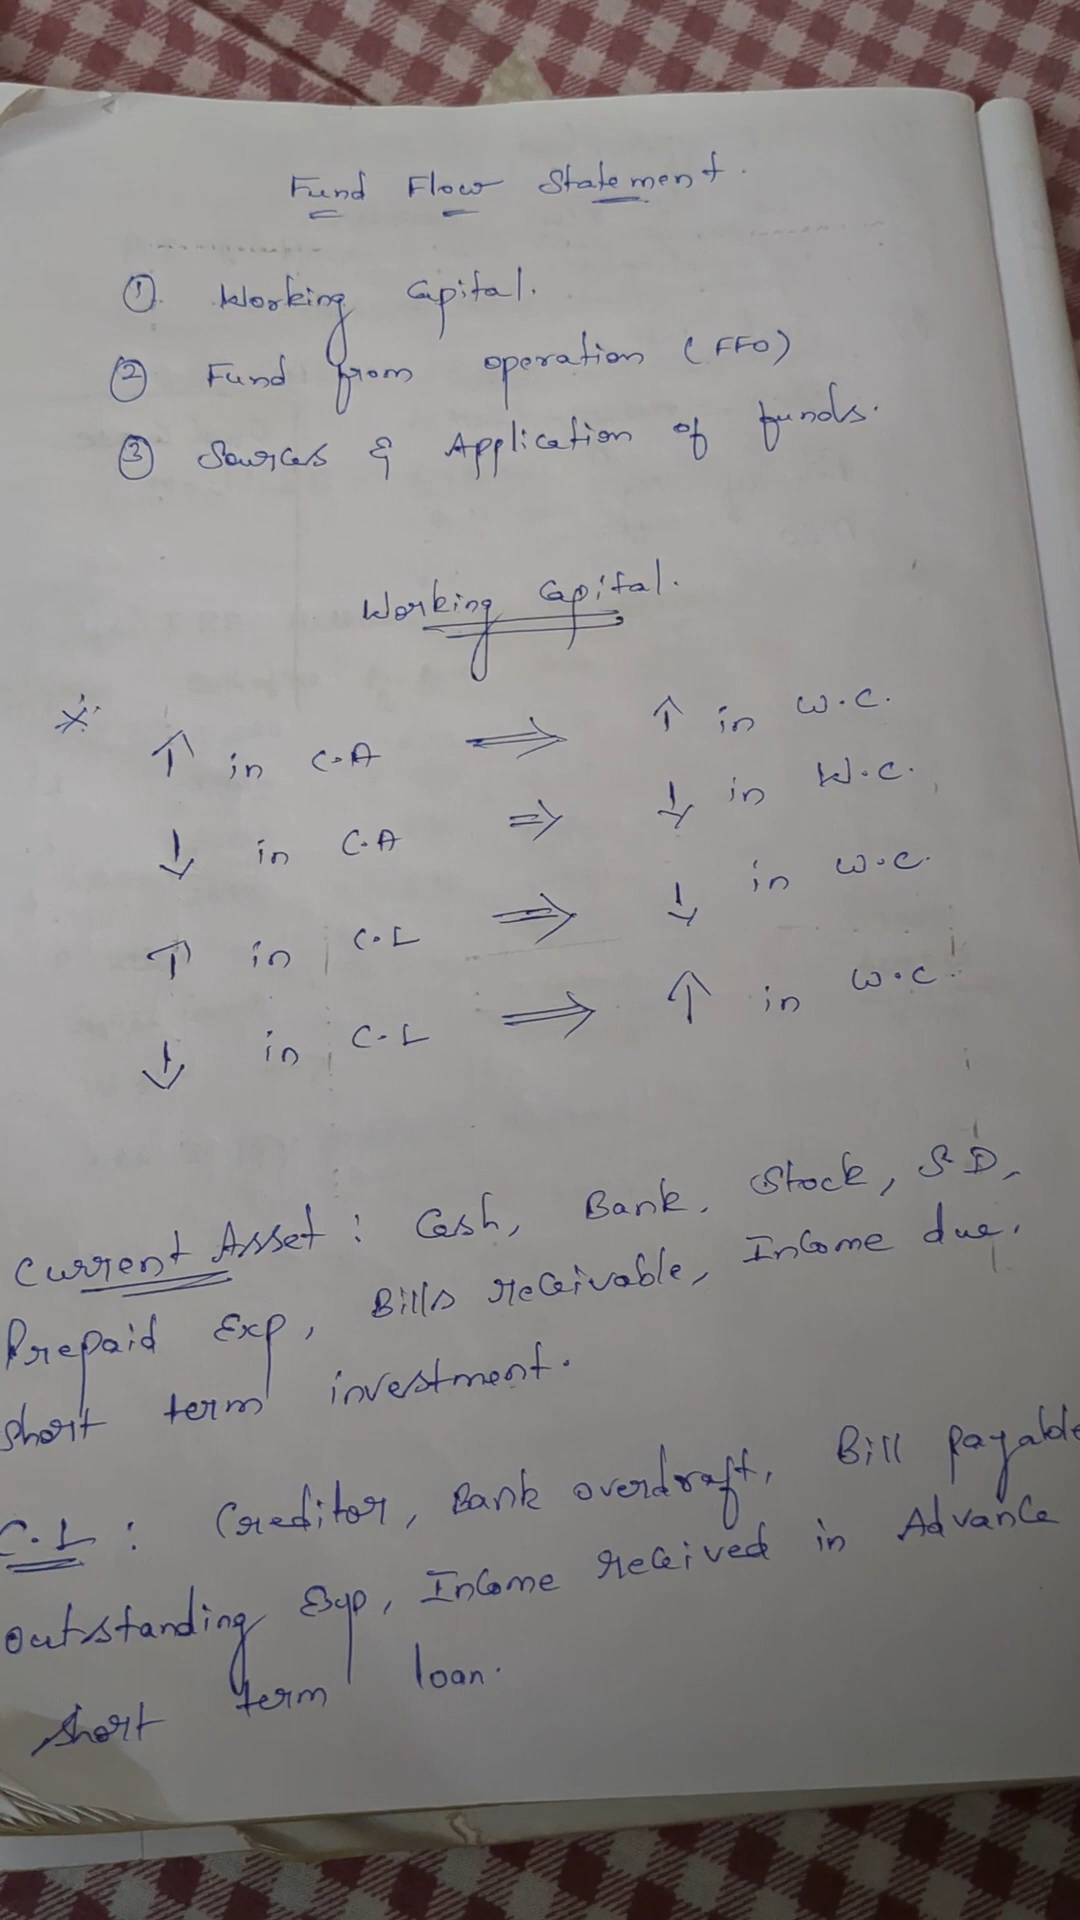 Fund Flow Statement.
① Working Capital.
② Fund from operation (FFO)
③ Sources & Application of funds.
Working Capital.
↑ in C.A ⇒ ↑ in W.C.
↓ in C.A ⇒ ↓ in W.C.
↑ in C.L ⇒ ↓ in W.C.
↓ in C.L ⇒ ↑ in W.C.
Current Asset : Cash, Bank, Stock, S.D,
Prepaid Exp, Bills receivable, Income due,
Short term investment.
C.L : Creditor, Bank overdraft, Bill payable
Outstanding Exp, Income received in Advance
Short term loan.